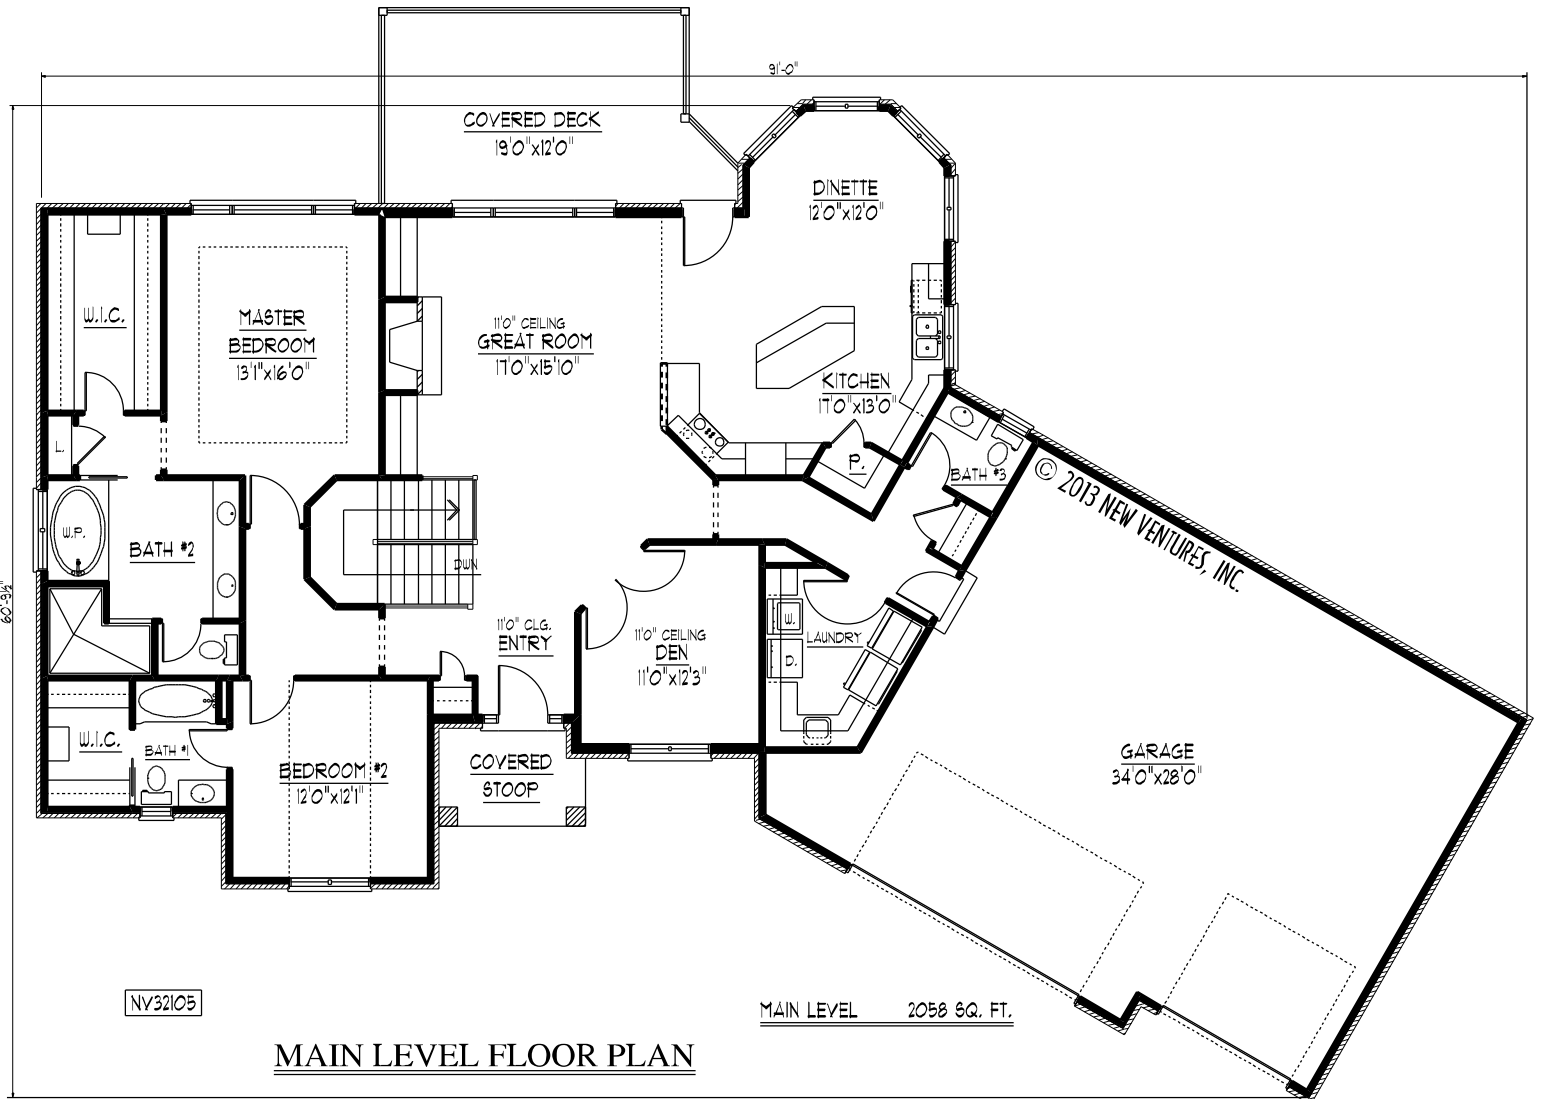 91'-0"
COVERED DECK
19'0"x12'0"
DINETTE
12'0"x12'0"
W.I.C.
MASTER
BEDROOM
13'1"x16'0"
11'0" CEILING
GREAT ROOM
17'0"x15'10"
KITCHEN
17'0"x13'0"
L.
P.
BATH #3
© 2013 NEW VENTURES, INC.
W.P.
BATH #2
DWN
60'-9½"
11'0" CLG.
ENTRY
11'0" CEILING
DEN
11'0"x12'3"
W.
LAUNDRY
D.
W.I.C.
BATH #1
BEDROOM #2
12'0"x12'1"
COVERED
STOOP
GARAGE
34'0"x28'0"
NV32105
MAIN LEVEL 2058 SQ. FT.
MAIN LEVEL FLOOR PLAN